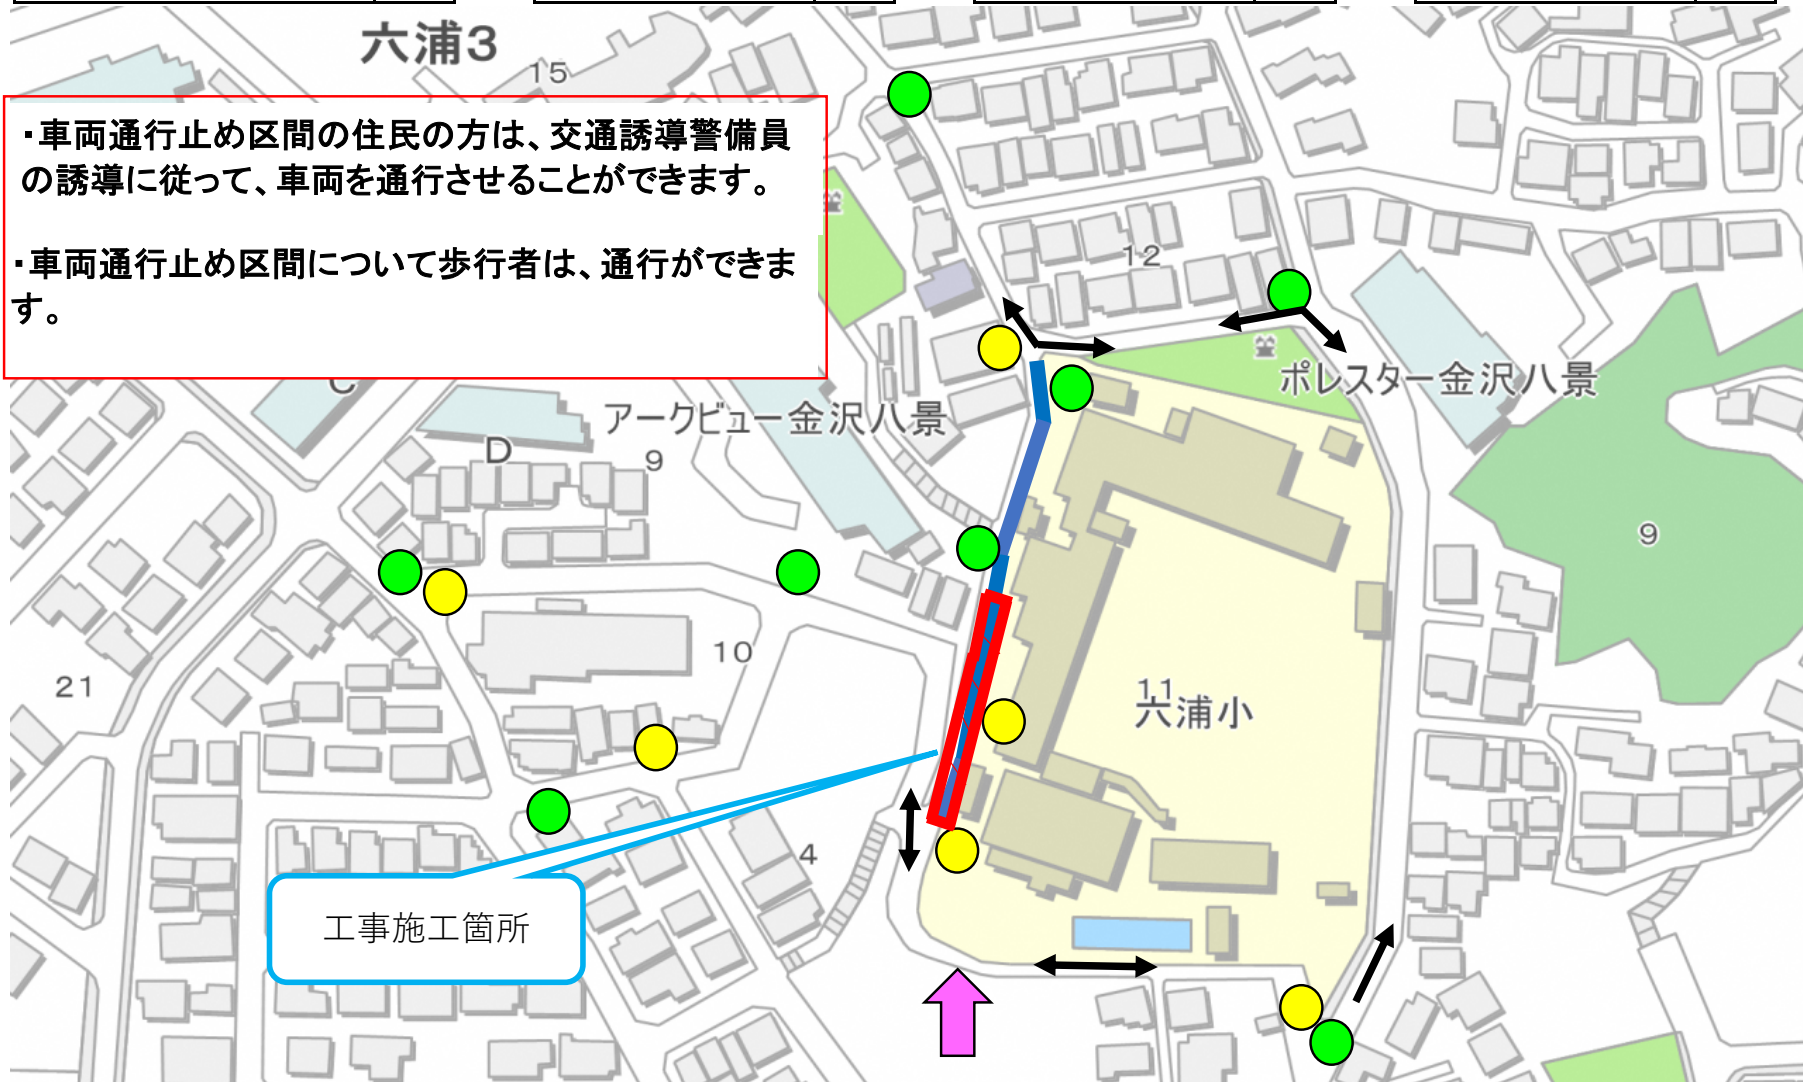 六浦3
15
・車両通行止め区間の住民の方は、交通誘導警備員
の誘導に従って、車両を通行させることができます。
・車両通行止め区間について歩行者は、通行ができま
す。
12
C
アークビュー金沢八景
ポレスター金沢八景
D
9
9
10
21
11
六浦小
4
工事施工箇所